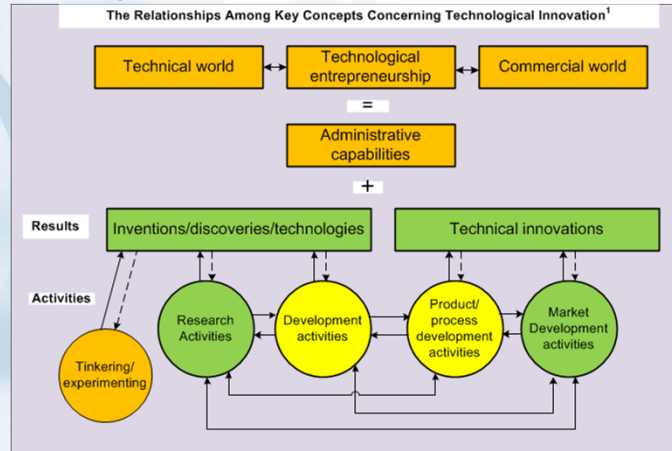 The Relationships Among Key Concepts Concerning Technological Innovation¹
Technical world
Technological
entrepreneurship
Commercial world
=
Administrative
capabilities
+
Results
Inventions/discoveries/technologies
Technical innovations
Activities
Research
Activities
Development
activities
Product/
process
development
activities
Market
Development
activities
Tinkering/
experimenting